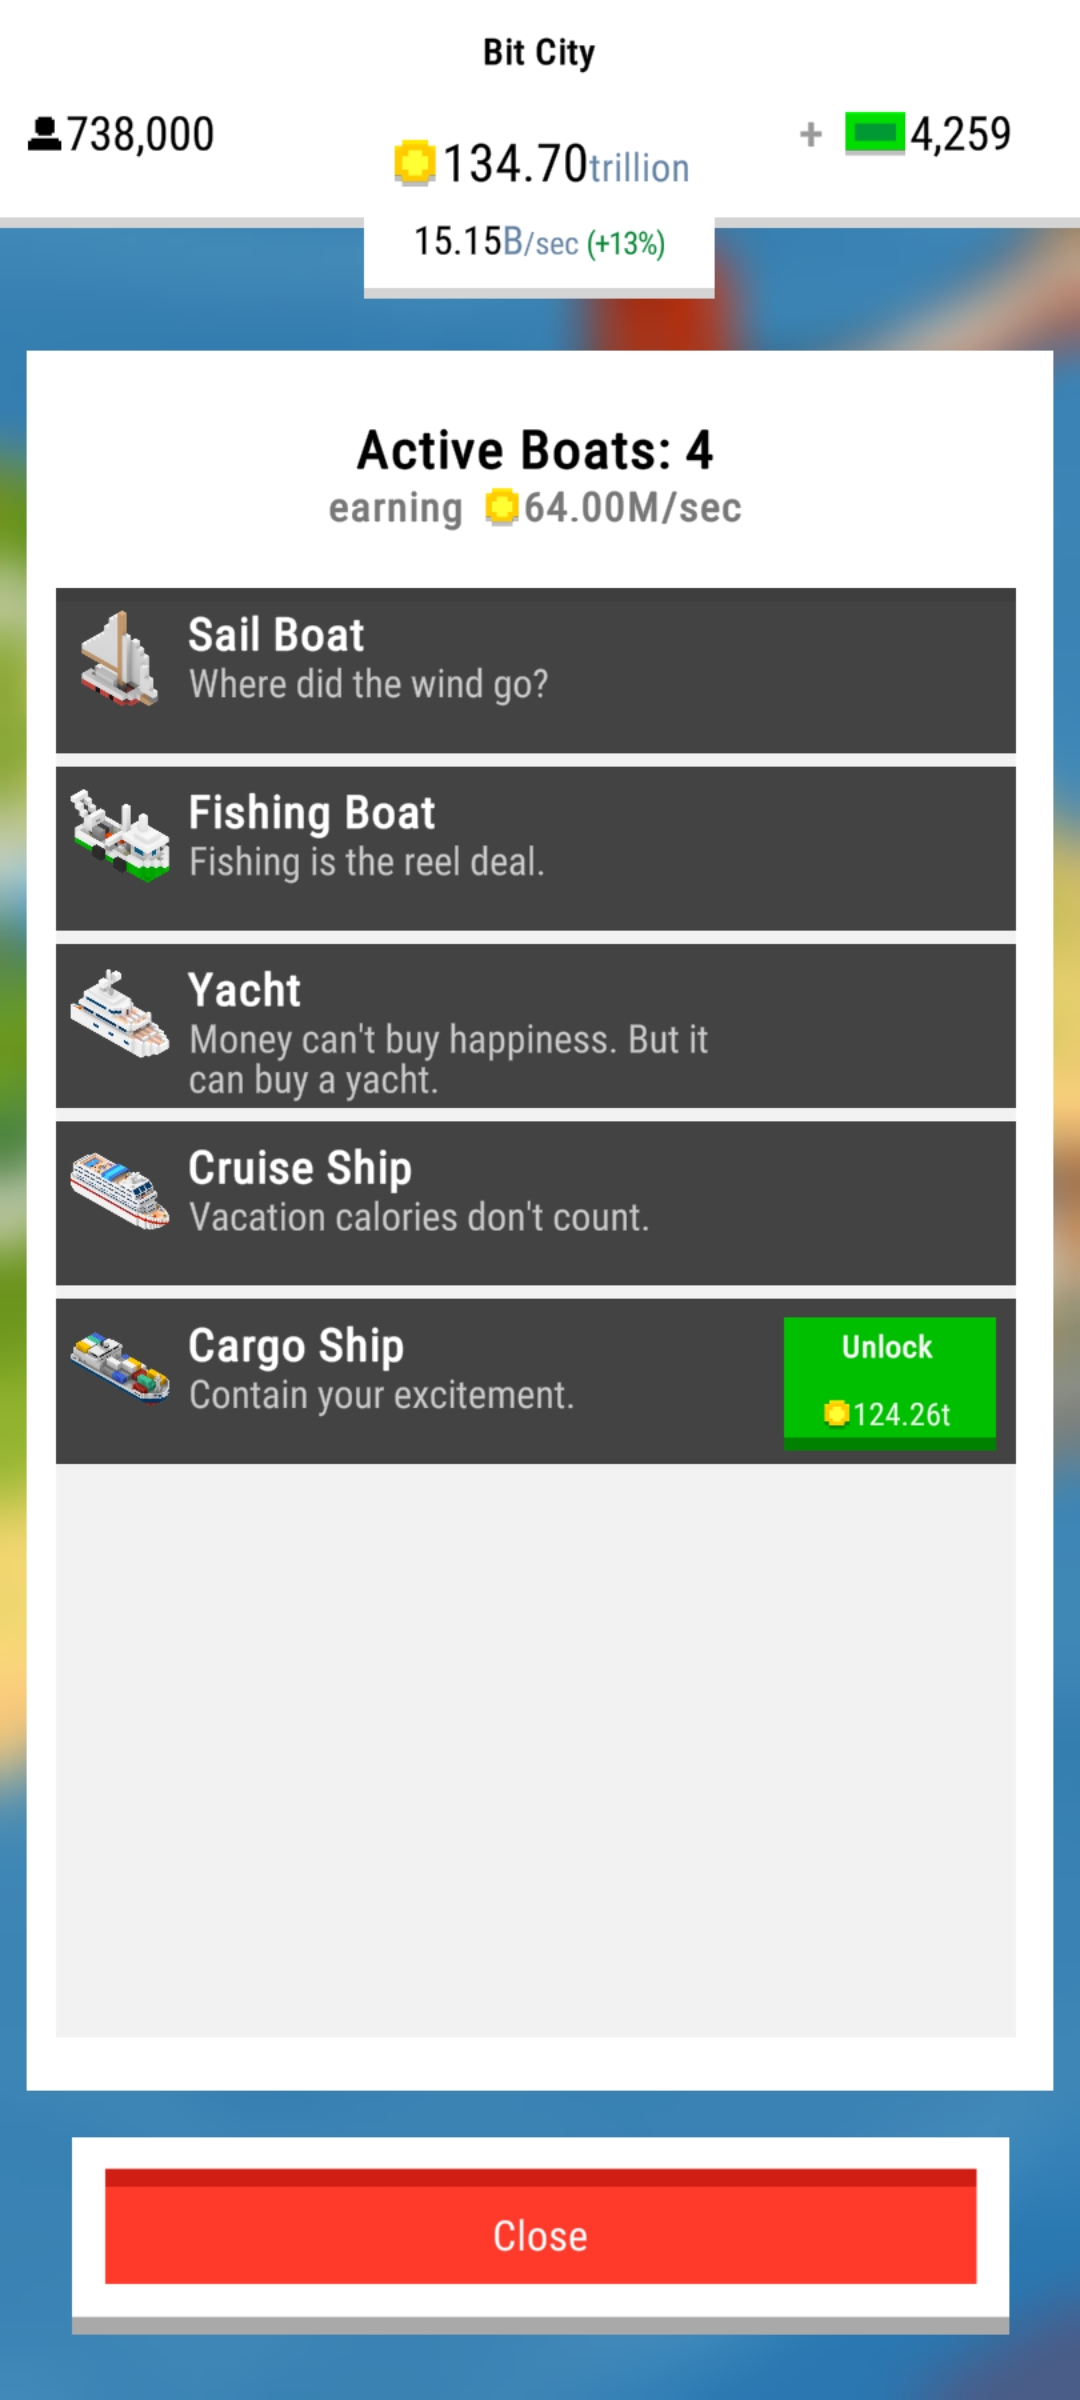 Bit City
738,000
134.70trillion
+ 4,259
15.15B/sec (+13%)
Active Boats: 4
earning 64.00M/sec
Sail Boat
Where did the wind go?
Fishing Boat
Fishing is the reel deal.
Yacht
Money can't buy happiness. But it
can buy a yacht.
Cruise Ship
Vacation calories don't count.
Cargo Ship
Contain your excitement.
Unlock
124.26t
Close